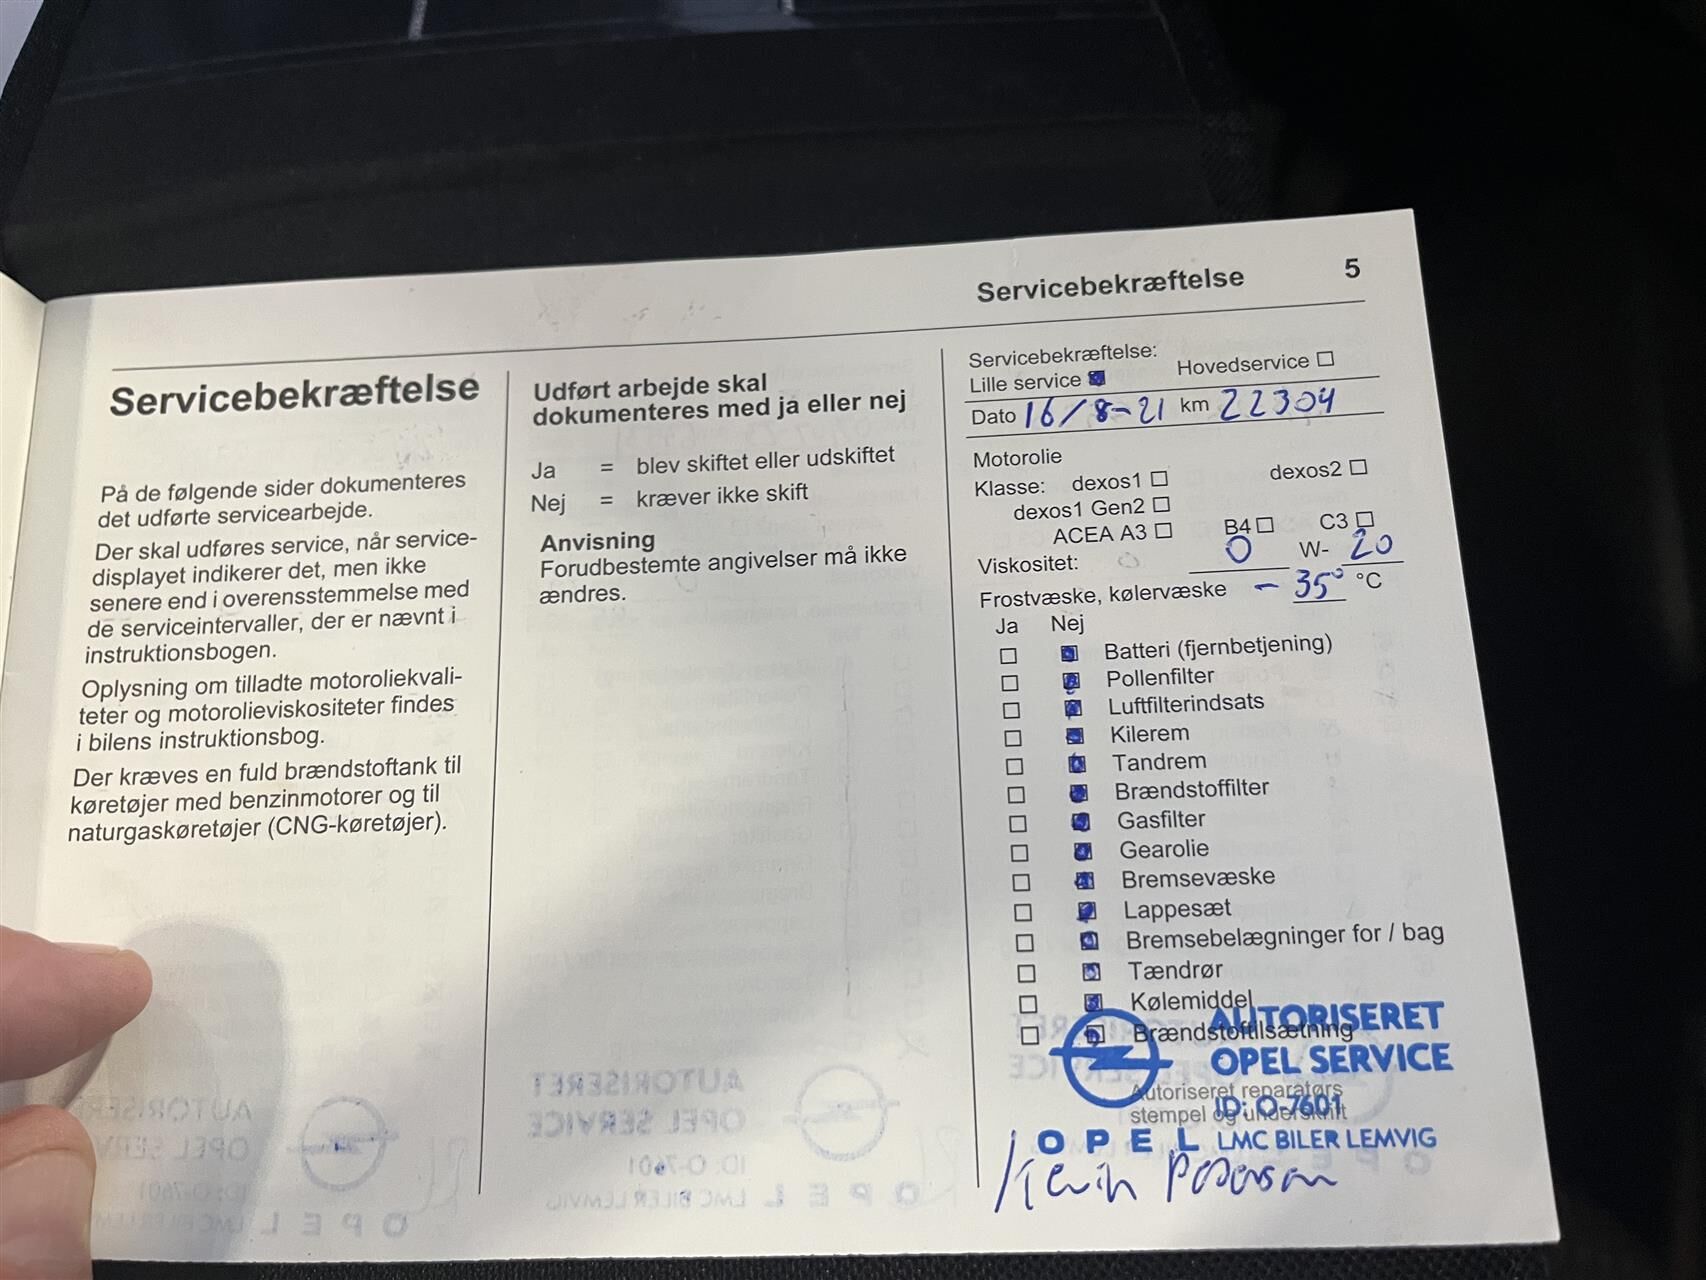 Servicebekræftelse 5
Servicebekræftelse
På de følgende sider dokumenteres
det udførte servicearbejde.
Der skal udføres service, når service-
displayet indikerer det, men ikke
senere end i overensstemmelse med
de serviceintervaller, der er nævnt i
instruktionsbogen.
Oplysning om tilladte motoroliekvali-
teter og motorolieviskositeter findes
i bilens instruktionsbog.
Der kræves en fuld brændstoftank til
køretøjer med benzinmotorer og til
naturgaskøretøjer (CNG-køretøjer).
Udført arbejde skal
dokumenteres med ja eller nej
Ja = blev skiftet eller udskiftet
Nej = kræver ikke skift
Anvisning
Forudbestemte angivelser må ikke
ændres.
Servicebekræftelse:
Lille service Hovedservice
Dato 16/8-21 km 22304
Motorolie
Klasse: dexos1 dexos2
dexos1 Gen2
ACEA A3 B4 C3
Viskositet: 0 W- 20
Frostvæske, kølervæske -35° °C
Ja Nej
Batteri (fjernbetjening)
Pollenfilter
Luftfilterindsats
Kilerem
Tandrem
Brændstoffilter
Gasfilter
Gearolie
Bremsevæske
Lappesæt
Bremsebelægninger for / bag
Tændrør
Kølemiddel
Brændstoftilsætning
AUTORISERET
OPEL SERVICE
Autoriseret reparatørs
stempel og underskrift
ID: O-7601
OPEL LMC BILER LEMVIG
Kevin